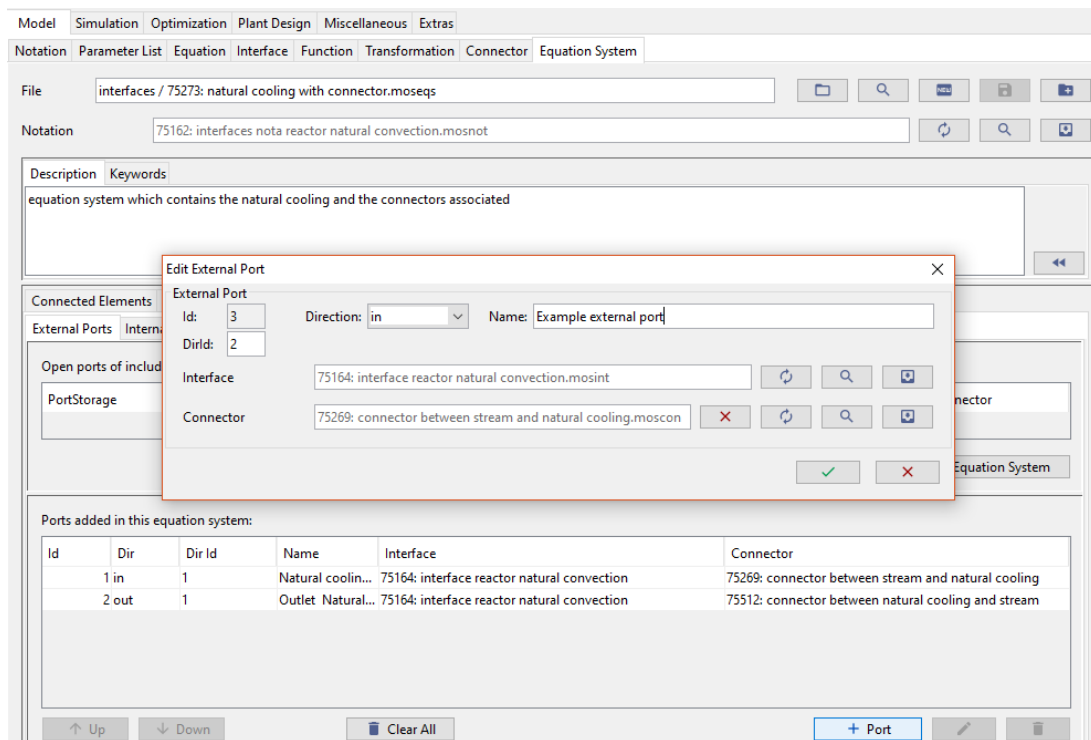 Model Simulation Optimization Plant Design Miscellaneous Extras
Notation Parameter List Equation Interface Function Transformation Connector Equation System
File interfaces / 75273: natural cooling with connector.moseqs NEW
Notation 75162: interfaces nota reactor natural convection.mosnot
Description Keywords
equation system which contains the natural cooling and the connectors associated
Edit External Port
External Port
Id: 3 Direction: in Name: Example external port
DirId: 2
Interface 75164: interface reactor natural convection.mosint
Connector 75269: connector between stream and natural cooling.moscon
Connected Elements
External Ports Interna
Open ports of includ
PortStorage nector
Equation System
Ports added in this equation system:
Id Dir Dir Id Name Interface Connector
1 in 1 Natural coolin... 75164: interface reactor natural convection 75269: connector between stream and natural cooling
2 out 1 Outlet Natural... 75164: interface reactor natural convection 75512: connector between natural cooling and stream
Up Down Clear All + Port